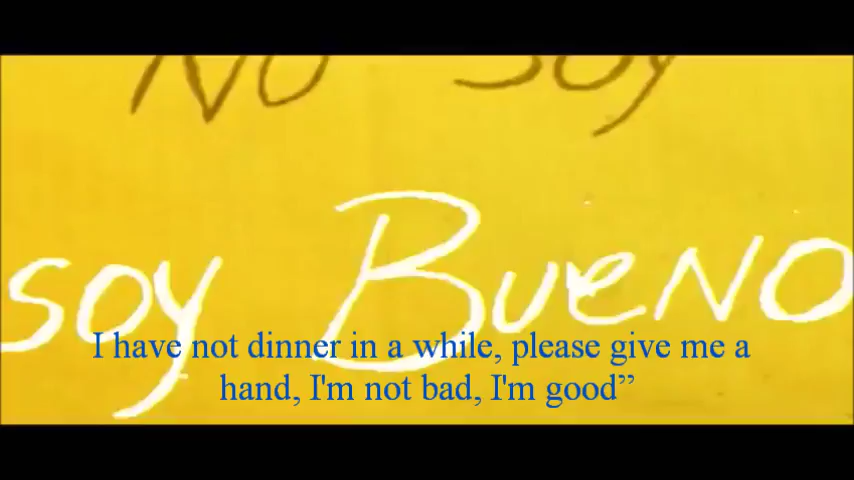 No soy
soy Bueno
I have not dinner in a while, please give me a
hand, I'm not bad, I'm good”